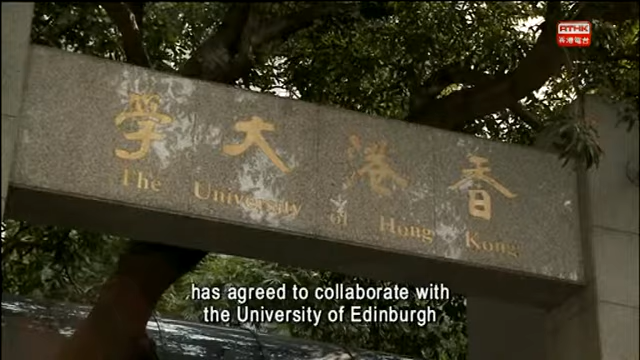 RTHK
香港電台
學大港香
The University of Hong Kong
has agreed to collaborate with
the University of Edinburgh